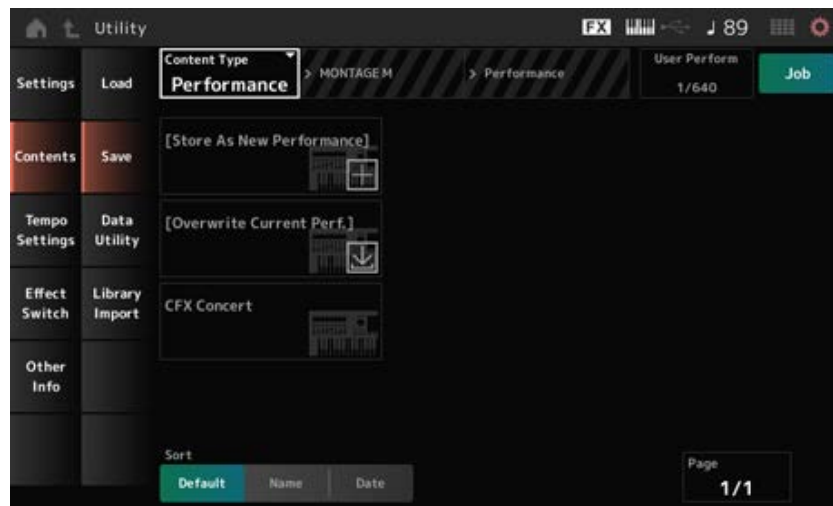 Utility
FX
♩ 89
Settings
Load
Content Type
Performance
> MONTAGE M
> Performance
User Perform
1/640
Job
Contents
Save
[Store As New Performance]
Tempo
Settings
Data
Utility
[Overwrite Current Perf.]
Effect
Switch
Library
Import
CFX Concert
Other
Info
Sort
Default
Name
Date
Page
1/1